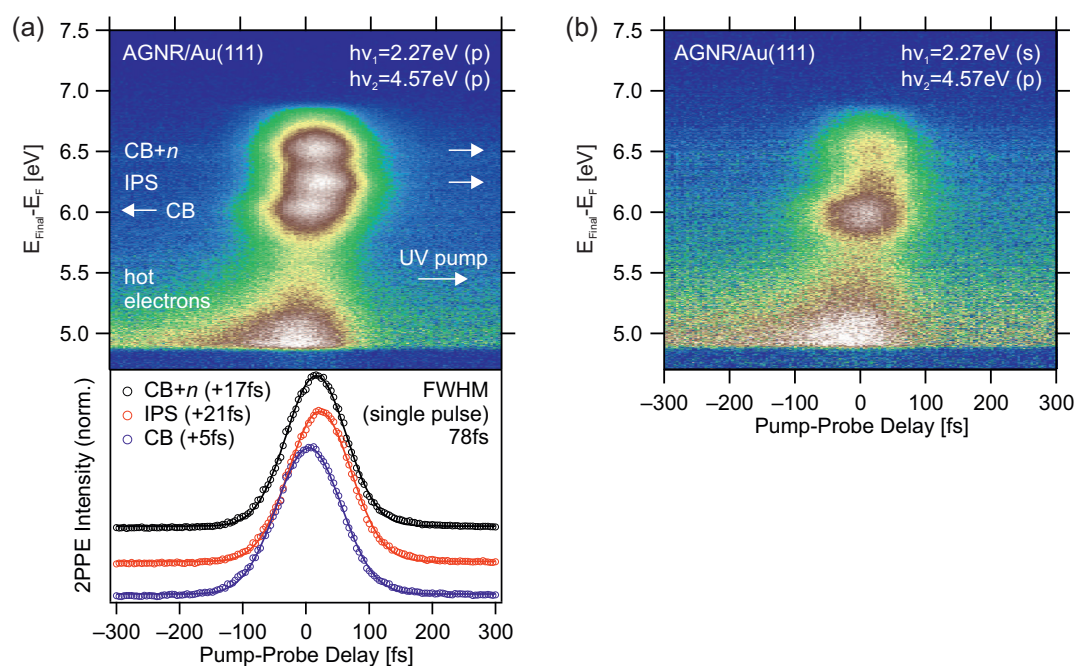 (a)
AGNR/Au(111)
hν₁=2.27eV (p)
hν₂=4.57eV (p)
CB+n
IPS
CB
UV pump
hot
electrons
7.5
7.0
6.5
6.0
5.5
5.0
E_Final-E_F [eV]
CB+n (+17fs)
IPS (+21fs)
CB (+5fs)
FWHM
(single pulse)
78fs
2PPE Intensity (norm.)
−300 −200 −100 0 100 200 300
Pump-Probe Delay [fs]
(b)
AGNR/Au(111)
hν₁=2.27eV (s)
hν₂=4.57eV (p)
7.5
7.0
6.5
6.0
5.5
5.0
E_Final-E_F [eV]
−300 −200 −100 0 100 200 300
Pump-Probe Delay [fs]